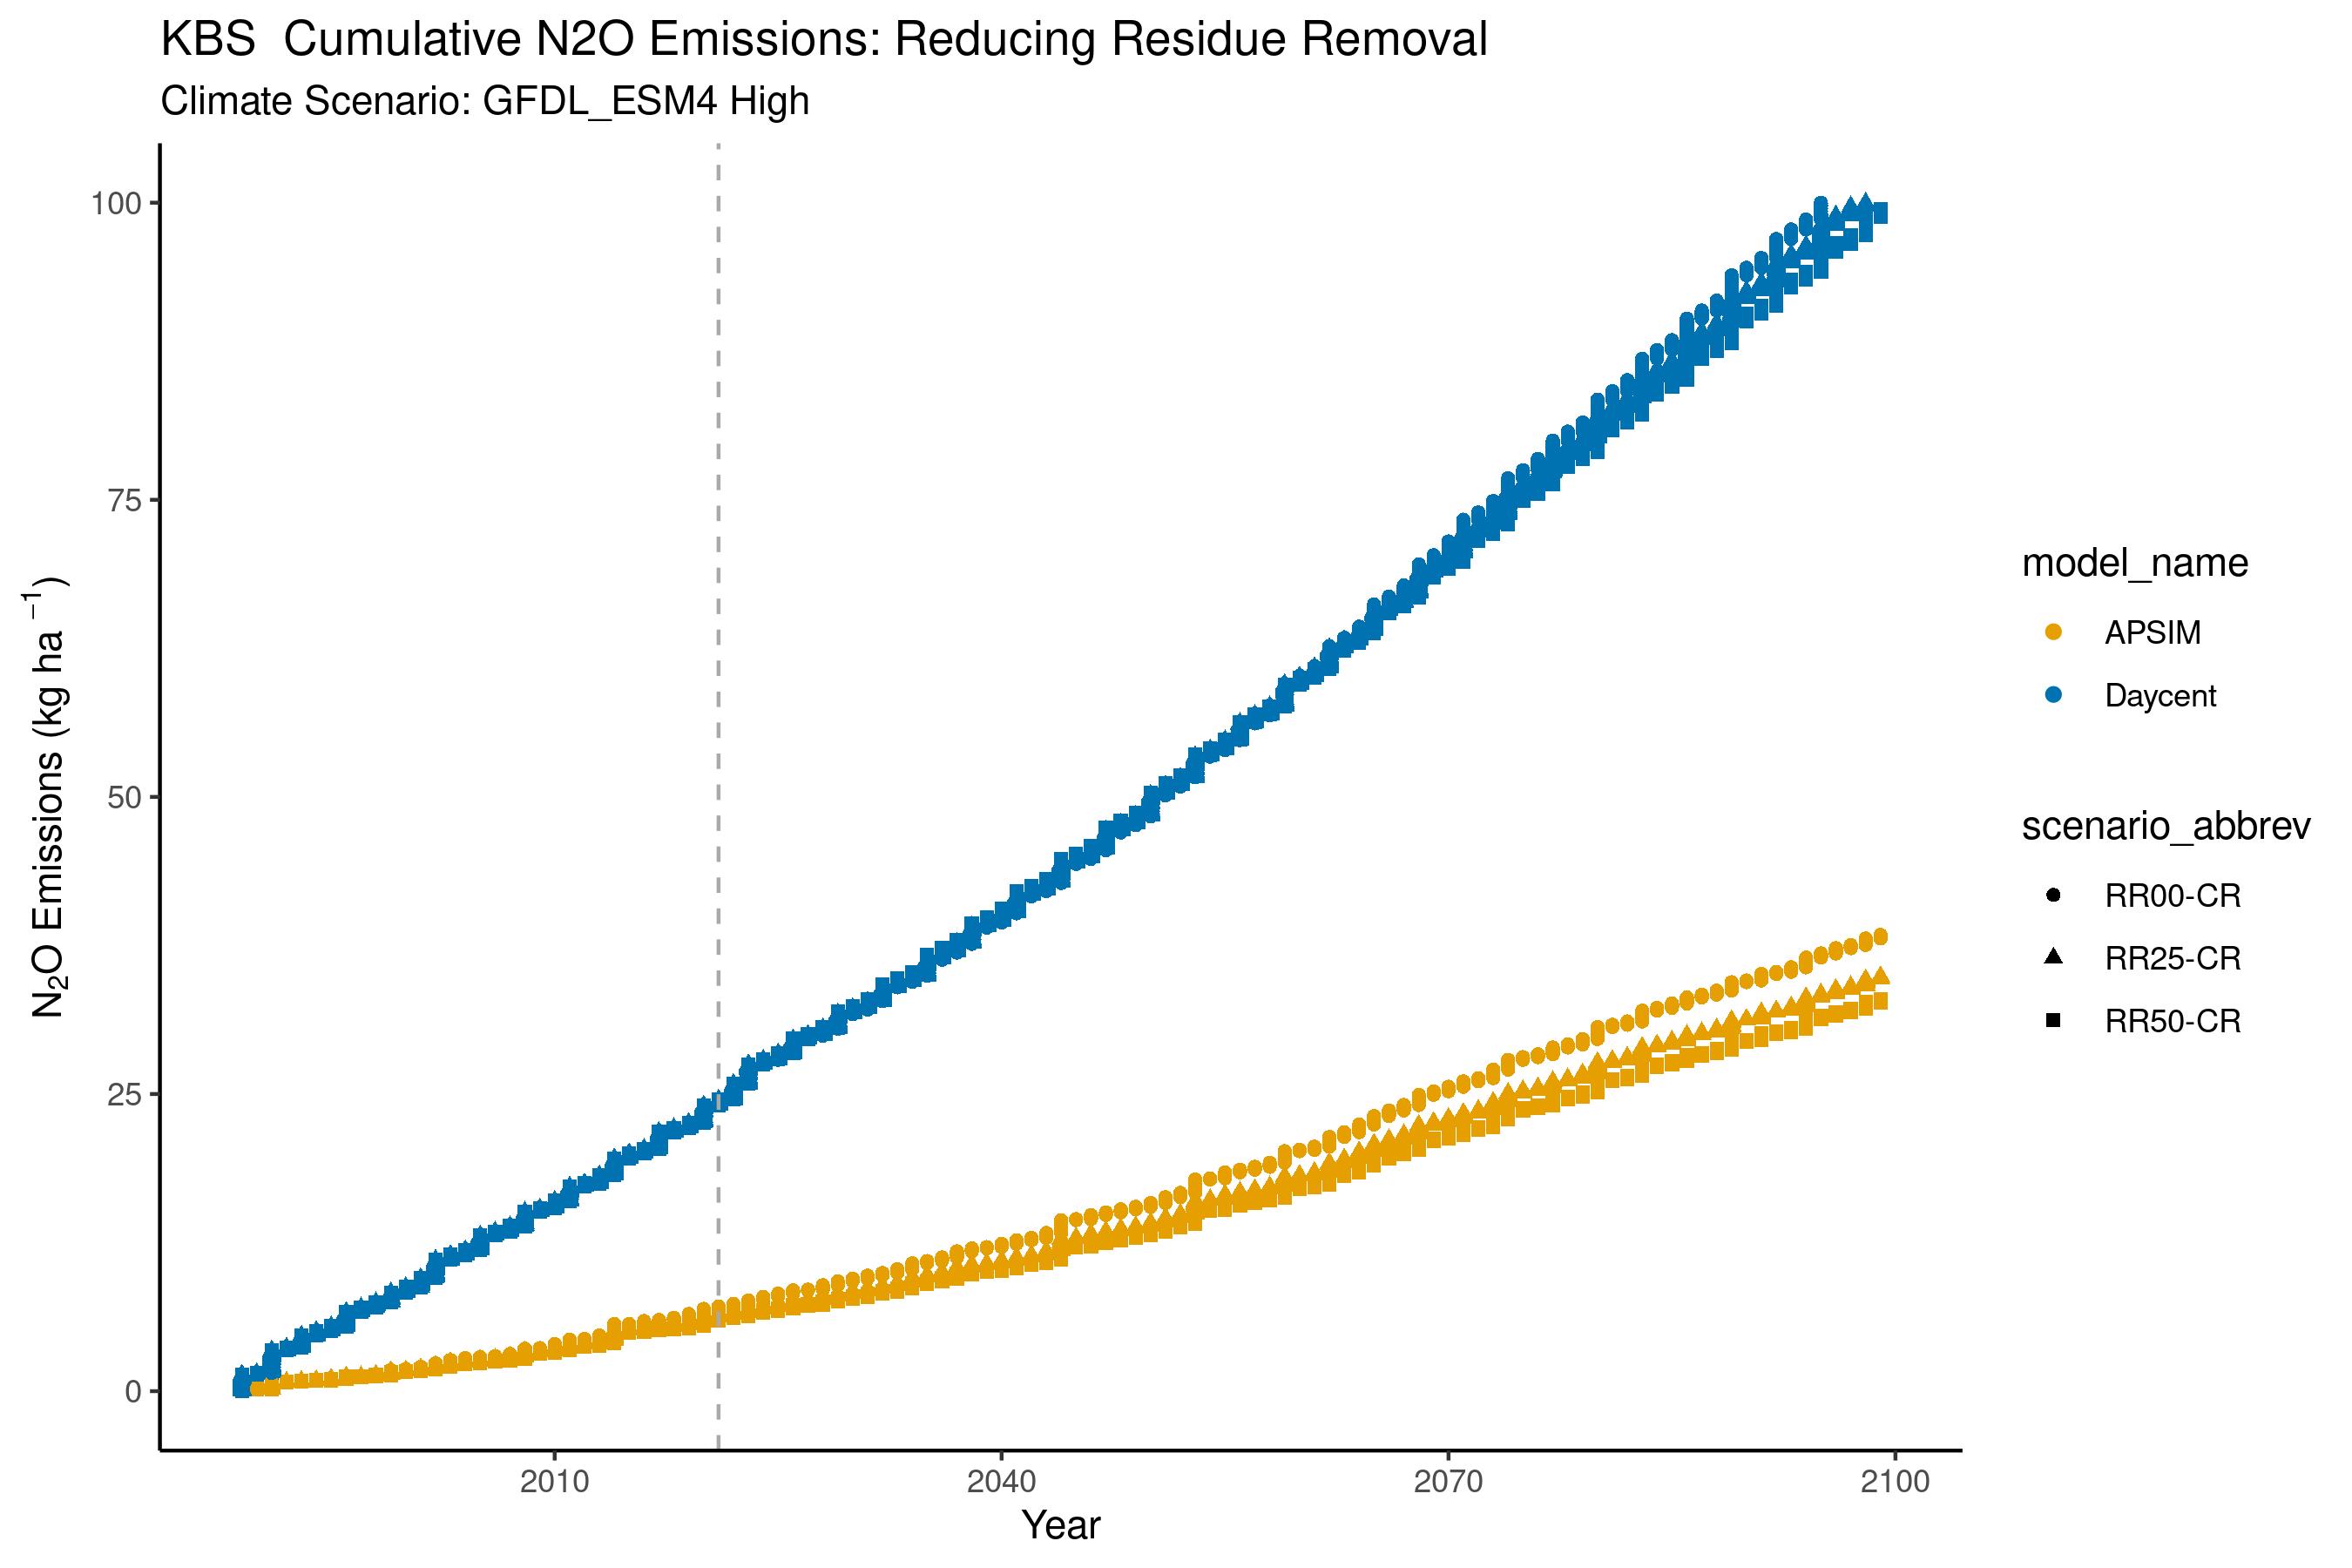 KBS  Cumulative N2O Emissions: Reducing Residue Removal
Climate Scenario: GFDL_ESM4 High
100
75
50
25
0
N₂O Emissions (kg ha ⁻¹)
2010
2040
2070
2100
Year
model_name
APSIM
Daycent
scenario_abbrev
RR00-CR
RR25-CR
RR50-CR